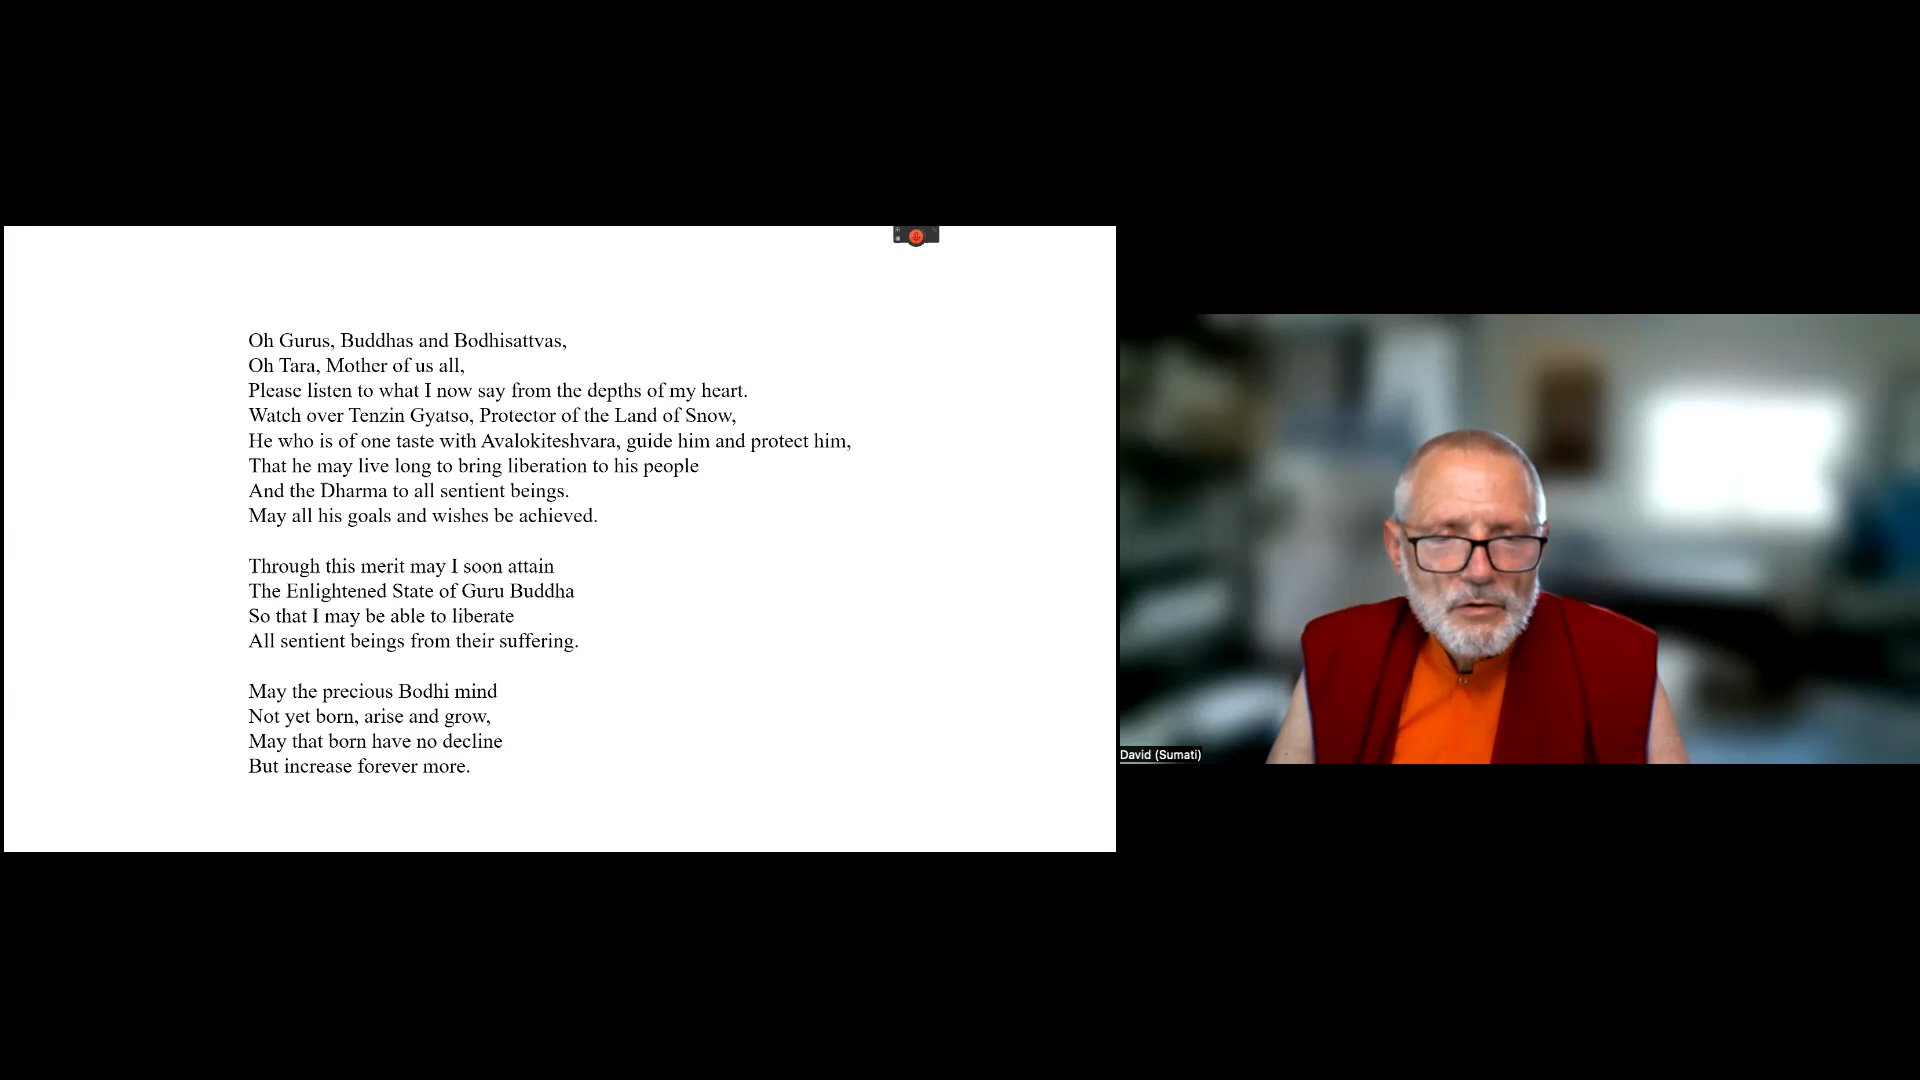 Oh Gurus, Buddhas and Bodhisattvas,
Oh Tara, Mother of us all,
Please listen to what I now say from the depths of my heart.
Watch over Tenzin Gyatso, Protector of the Land of Snow,
He who is of one taste with Avalokiteshvara, guide him and protect him,
That he may live long to bring liberation to his people
And the Dharma to all sentient beings.
May all his goals and wishes be achieved.
Through this merit may I soon attain
The Enlightened State of Guru Buddha
So that I may be able to liberate
All sentient beings from their suffering.
May the precious Bodhi mind
Not yet born, arise and grow,
May that born have no decline
But increase forever more.
David (Sumati)